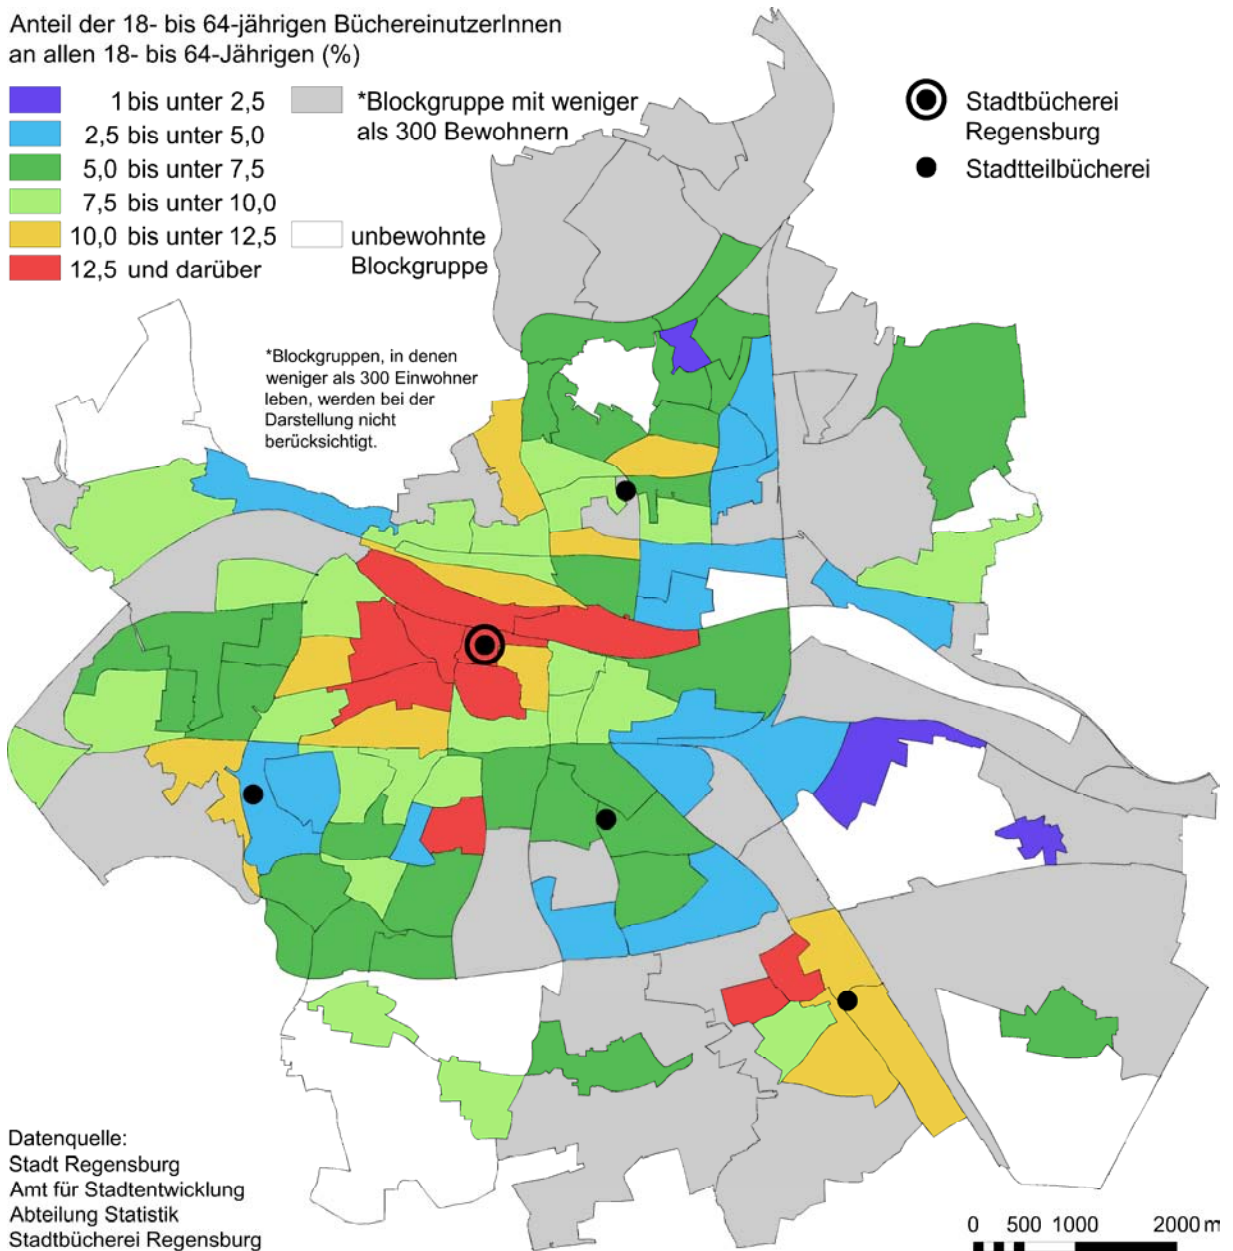 Anteil der 18- bis 64-jährigen BüchereinutzerInnen
an allen 18- bis 64-Jährigen (%)
1 bis unter 2,5
2,5 bis unter 5,0
5,0 bis unter 7,5
7,5 bis unter 10,0
10,0 bis unter 12,5
12,5 und darüber
*Blockgruppe mit weniger
als 300 Bewohnern
unbewohnte
Blockgruppe
Stadtbücherei
Regensburg
Stadtteilbücherei
*Blockgruppen, in denen
weniger als 300 Einwohner
leben, werden bei der
Darstellung nicht
berücksichtigt.
Datenquelle:
Stadt Regensburg
Amt für Stadtentwicklung
Abteilung Statistik
Stadtbücherei Regensburg
0 500 1000 2000 m